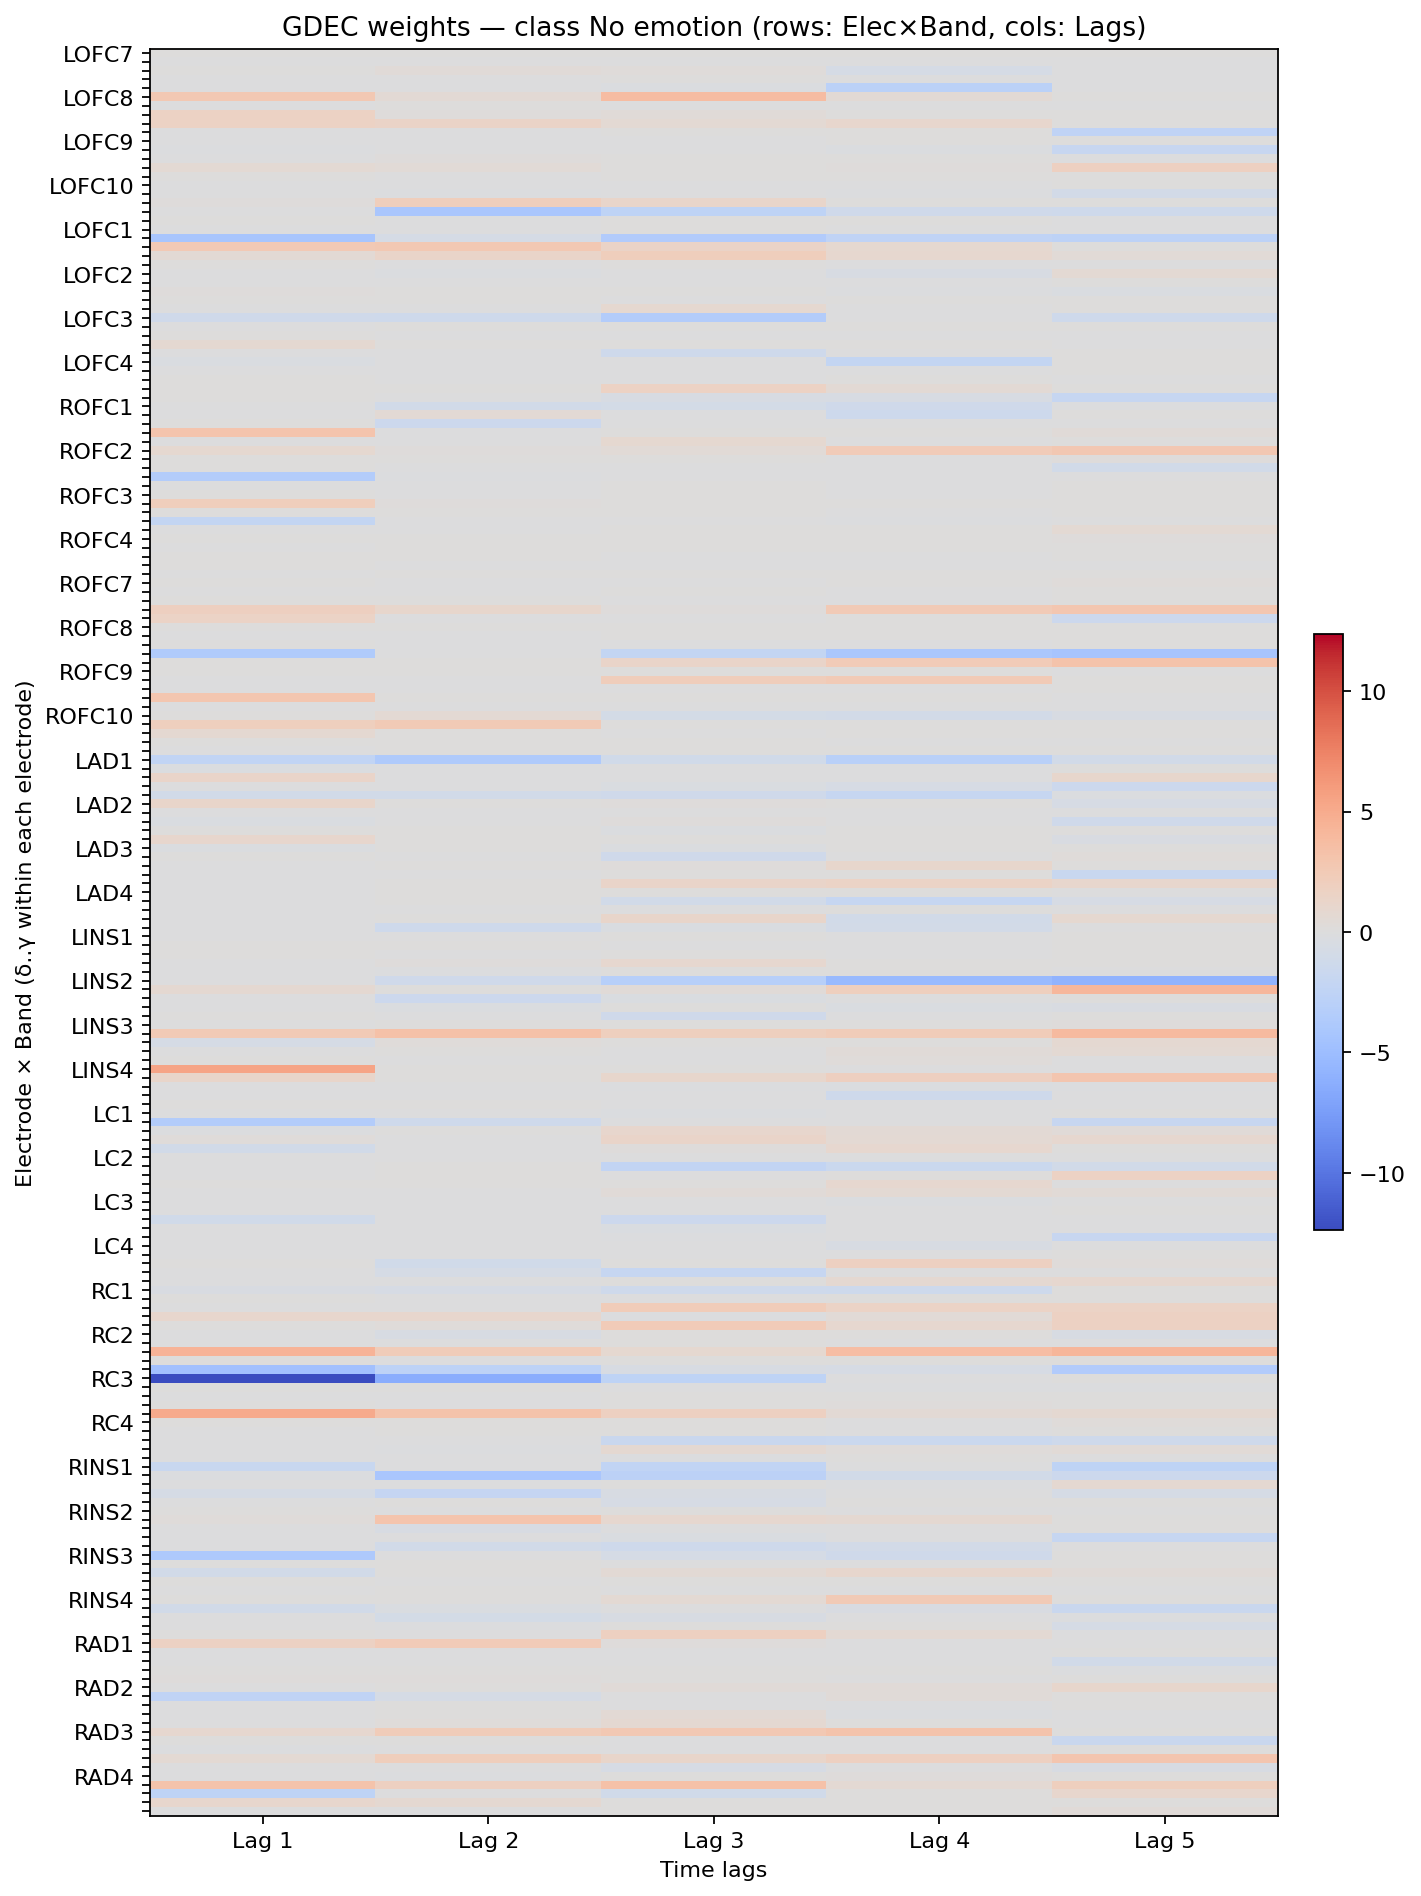 GDEC weights — class No emotion (rows: Elec×Band, cols: Lags)
LOFC7
LOFC8
LOFC9
LOFC10
LOFC1
LOFC2
LOFC3
LOFC4
ROFC1
ROFC2
ROFC3
ROFC4
ROFC7
ROFC8
ROFC9
ROFC10
LAD1
LAD2
LAD3
LAD4
LINS1
LINS2
LINS3
LINS4
LC1
LC2
LC3
LC4
RC1
RC2
RC3
RC4
RINS1
RINS2
RINS3
RINS4
RAD1
RAD2
RAD3
RAD4
Electrode × Band (δ..γ within each electrode)
Lag 1
Lag 2
Lag 3
Lag 4
Lag 5
Time lags
10
5
0
−5
−10